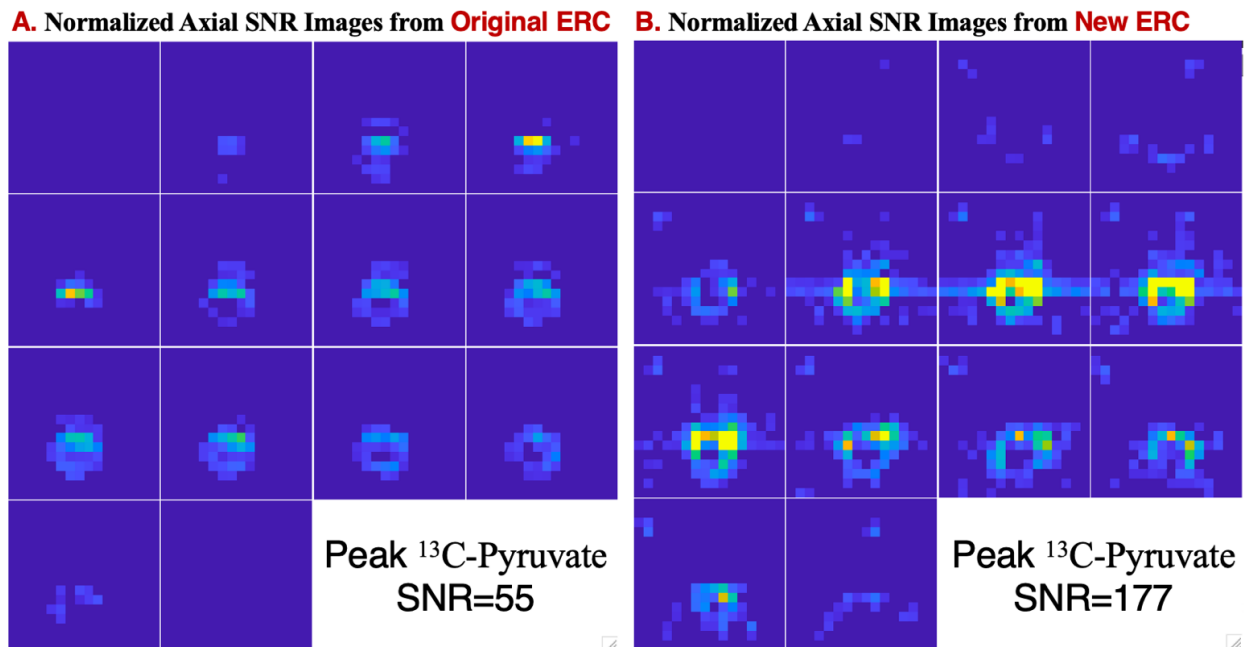 A. Normalized Axial SNR Images from Original ERC
B. Normalized Axial SNR Images from New ERC
Peak ¹³C-Pyruvate
SNR=55
Peak ¹³C-Pyruvate
SNR=177